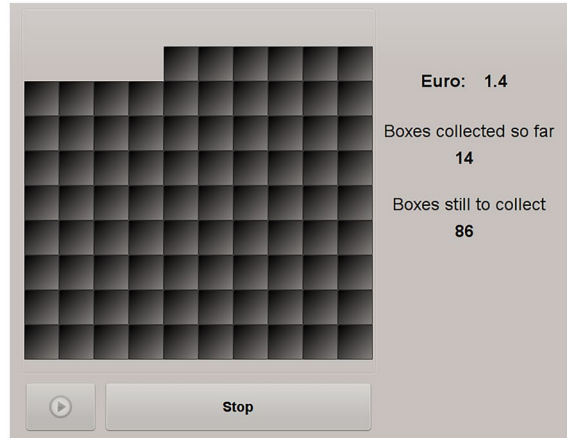 Euro: 1.4
Boxes collected so far
14
Boxes still to collect
86
Stop